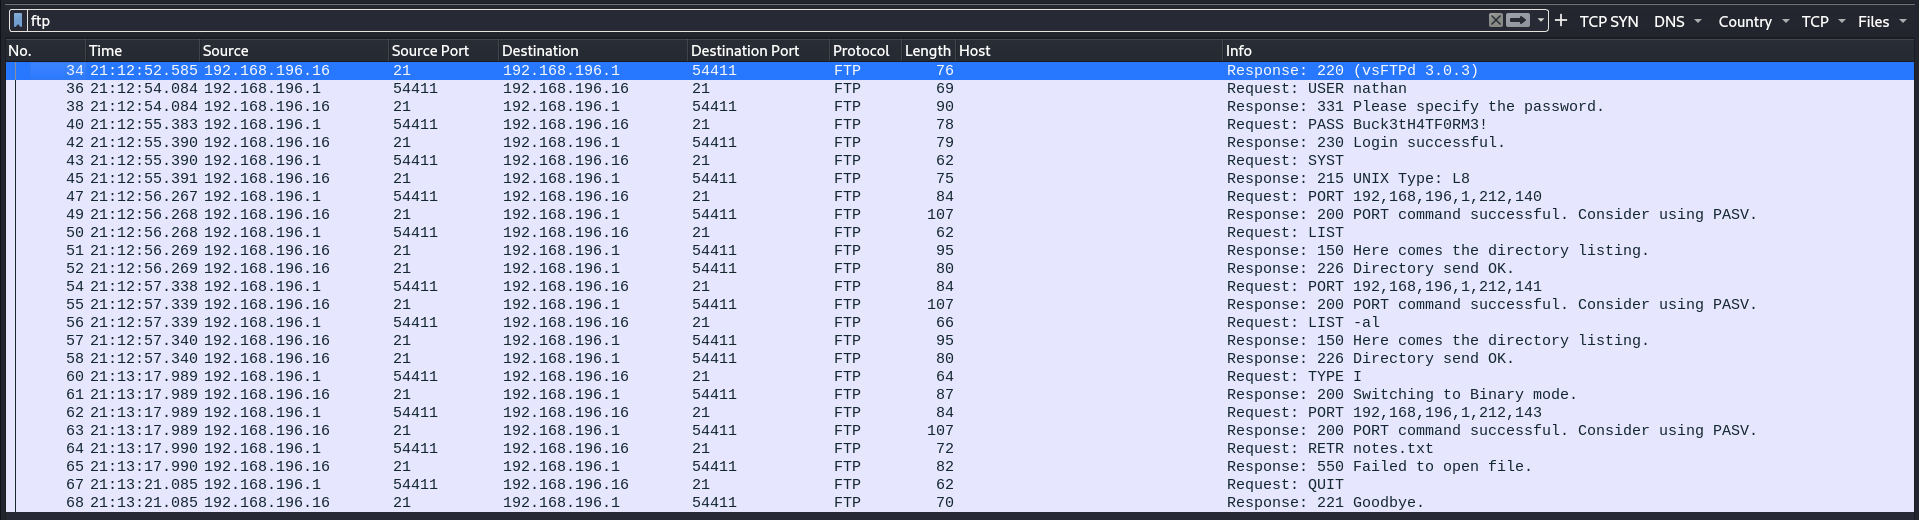 ftp TCP SYN DNS Country TCP Files
No. Time Source Source Port Destination Destination Port Protocol Length Host Info
34 21:12:52.585 192.168.196.16 21 192.168.196.1 54411 FTP 76 Response: 220 (vsFTPd 3.0.3)
36 21:12:54.084 192.168.196.1 54411 192.168.196.16 21 FTP 69 Request: USER nathan
38 21:12:54.084 192.168.196.16 21 192.168.196.1 54411 FTP 90 Response: 331 Please specify the password.
40 21:12:55.383 192.168.196.1 54411 192.168.196.16 21 FTP 78 Request: PASS Buck3tH4TF0RM3!
42 21:12:55.390 192.168.196.16 21 192.168.196.1 54411 FTP 79 Response: 230 Login successful.
43 21:12:55.390 192.168.196.1 54411 192.168.196.16 21 FTP 62 Request: SYST
45 21:12:55.391 192.168.196.16 21 192.168.196.1 54411 FTP 75 Response: 215 UNIX Type: L8
47 21:12:56.267 192.168.196.1 54411 192.168.196.16 21 FTP 84 Request: PORT 192,168,196,1,212,140
49 21:12:56.268 192.168.196.16 21 192.168.196.1 54411 FTP 107 Response: 200 PORT command successful. Consider using PASV.
50 21:12:56.268 192.168.196.1 54411 192.168.196.16 21 FTP 62 Request: LIST
51 21:12:56.269 192.168.196.16 21 192.168.196.1 54411 FTP 95 Response: 150 Here comes the directory listing.
52 21:12:56.269 192.168.196.16 21 192.168.196.1 54411 FTP 80 Response: 226 Directory send OK.
54 21:12:57.338 192.168.196.1 54411 192.168.196.16 21 FTP 84 Request: PORT 192,168,196,1,212,141
55 21:12:57.339 192.168.196.16 21 192.168.196.1 54411 FTP 107 Response: 200 PORT command successful. Consider using PASV.
56 21:12:57.339 192.168.196.1 54411 192.168.196.16 21 FTP 66 Request: LIST -al
57 21:12:57.340 192.168.196.16 21 192.168.196.1 54411 FTP 95 Response: 150 Here comes the directory listing.
58 21:12:57.340 192.168.196.16 21 192.168.196.1 54411 FTP 80 Response: 226 Directory send OK.
60 21:13:17.989 192.168.196.1 54411 192.168.196.16 21 FTP 64 Request: TYPE I
61 21:13:17.989 192.168.196.16 21 192.168.196.1 54411 FTP 87 Response: 200 Switching to Binary mode.
62 21:13:17.989 192.168.196.1 54411 192.168.196.16 21 FTP 84 Request: PORT 192,168,196,1,212,143
63 21:13:17.989 192.168.196.16 21 192.168.196.1 54411 FTP 107 Response: 200 PORT command successful. Consider using PASV.
64 21:13:17.990 192.168.196.1 54411 192.168.196.16 21 FTP 72 Request: RETR notes.txt
65 21:13:17.990 192.168.196.16 21 192.168.196.1 54411 FTP 82 Response: 550 Failed to open file.
67 21:13:21.085 192.168.196.1 54411 192.168.196.16 21 FTP 62 Request: QUIT
68 21:13:21.085 192.168.196.16 21 192.168.196.1 54411 FTP 70 Response: 221 Goodbye.